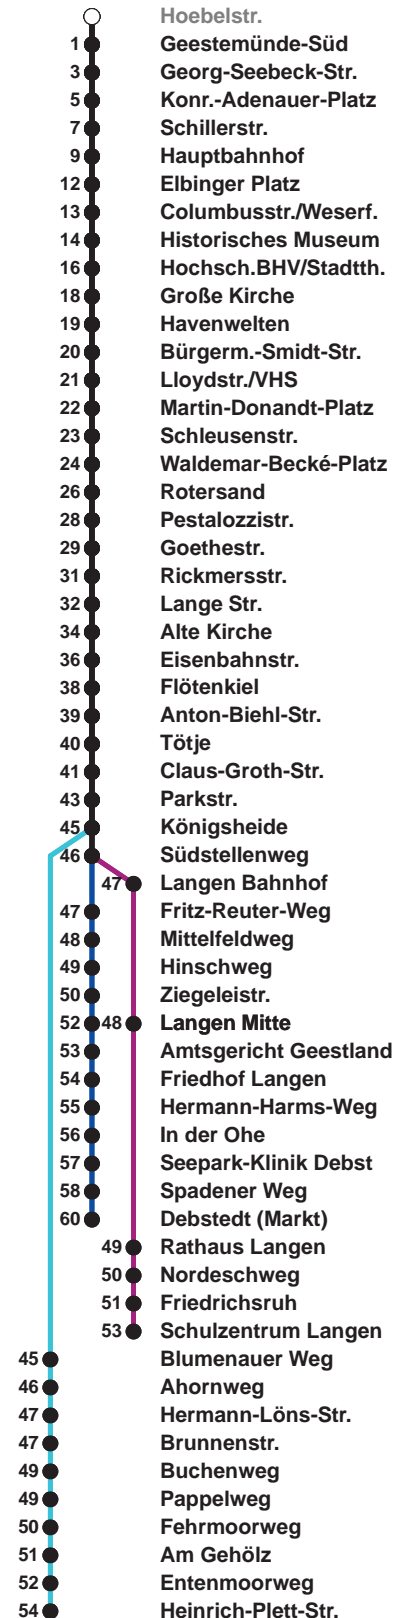 Hoebelstr.
1 Geestemünde-Süd
3 Georg-Seebeck-Str.
5 Konr.-Adenauer-Platz
7 Schillerstr.
9 Hauptbahnhof
12 Elbinger Platz
13 Columbusstr./Weserf.
14 Historisches Museum
16 Hochsch.BHV/Stadtth.
18 Große Kirche
19 Havenwelten
20 Bürgerm.-Smidt-Str.
21 Lloydstr./VHS
22 Martin-Donandt-Platz
23 Schleusenstr.
24 Waldemar-Becké-Platz
26 Rotersand
28 Pestalozzistr.
29 Goethestr.
31 Rickmersstr.
32 Lange Str.
34 Alte Kirche
36 Eisenbahnstr.
38 Flötenkiel
39 Anton-Biehl-Str.
40 Tötje
41 Claus-Groth-Str.
43 Parkstr.
45 Königsheide
46 Südstellenweg
47 Langen Bahnhof
47 Fritz-Reuter-Weg
48 Mittelfeldweg
49 Hinschweg
50 Ziegeleistr.
52 48 Langen Mitte
53 Amtsgericht Geestland
54 Friedhof Langen
55 Hermann-Harms-Weg
56 In der Ohe
57 Seepark-Klinik Debst
58 Spadener Weg
60 Debstedt (Markt)
49 Rathaus Langen
50 Nordeschweg
51 Friedrichsruh
53 Schulzentrum Langen
45 Blumenauer Weg
46 Ahornweg
47 Hermann-Löns-Str.
47 Brunnenstr.
49 Buchenweg
49 Pappelweg
50 Fehrmoorweg
51 Am Gehölz
52 Entenmoorweg
54 Heinrich-Plett-Str.